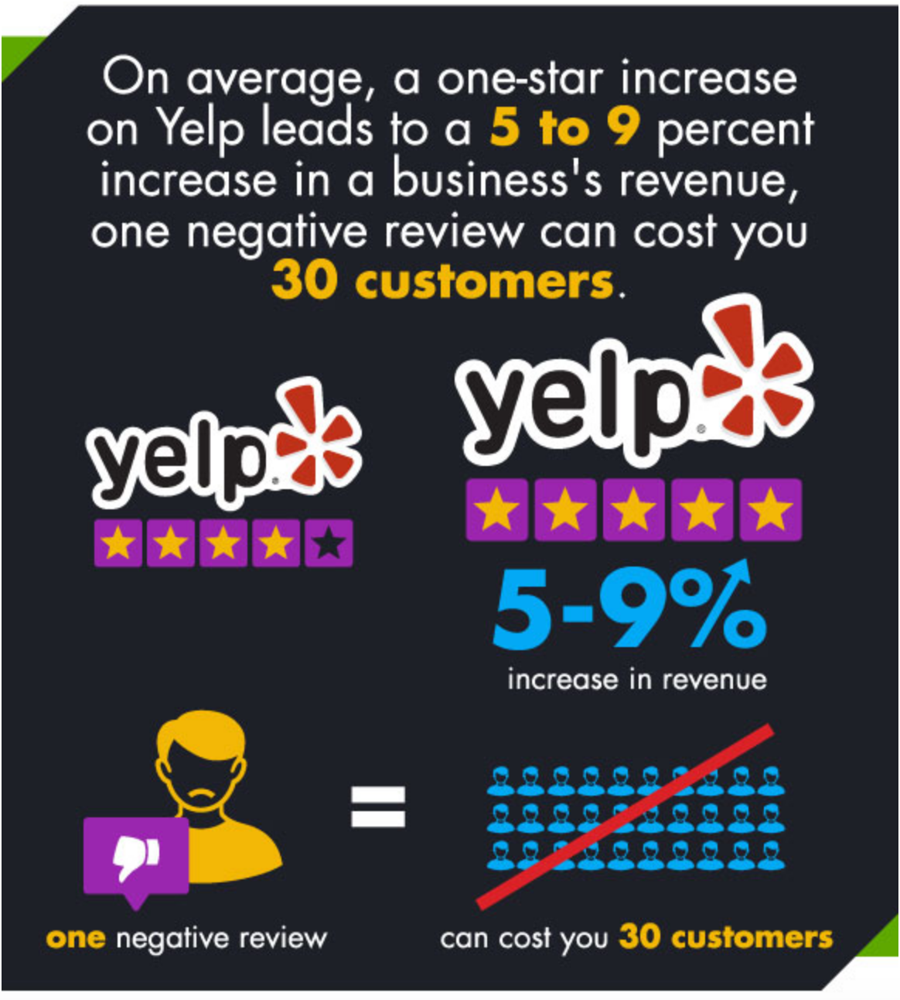 On average, a one-star increase
on Yelp leads to a 5 to 9 percent
increase in a business's revenue,
one negative review can cost you
30 customers.
yelp
yelp
5-9%
increase in revenue
=
one negative review
can cost you 30 customers